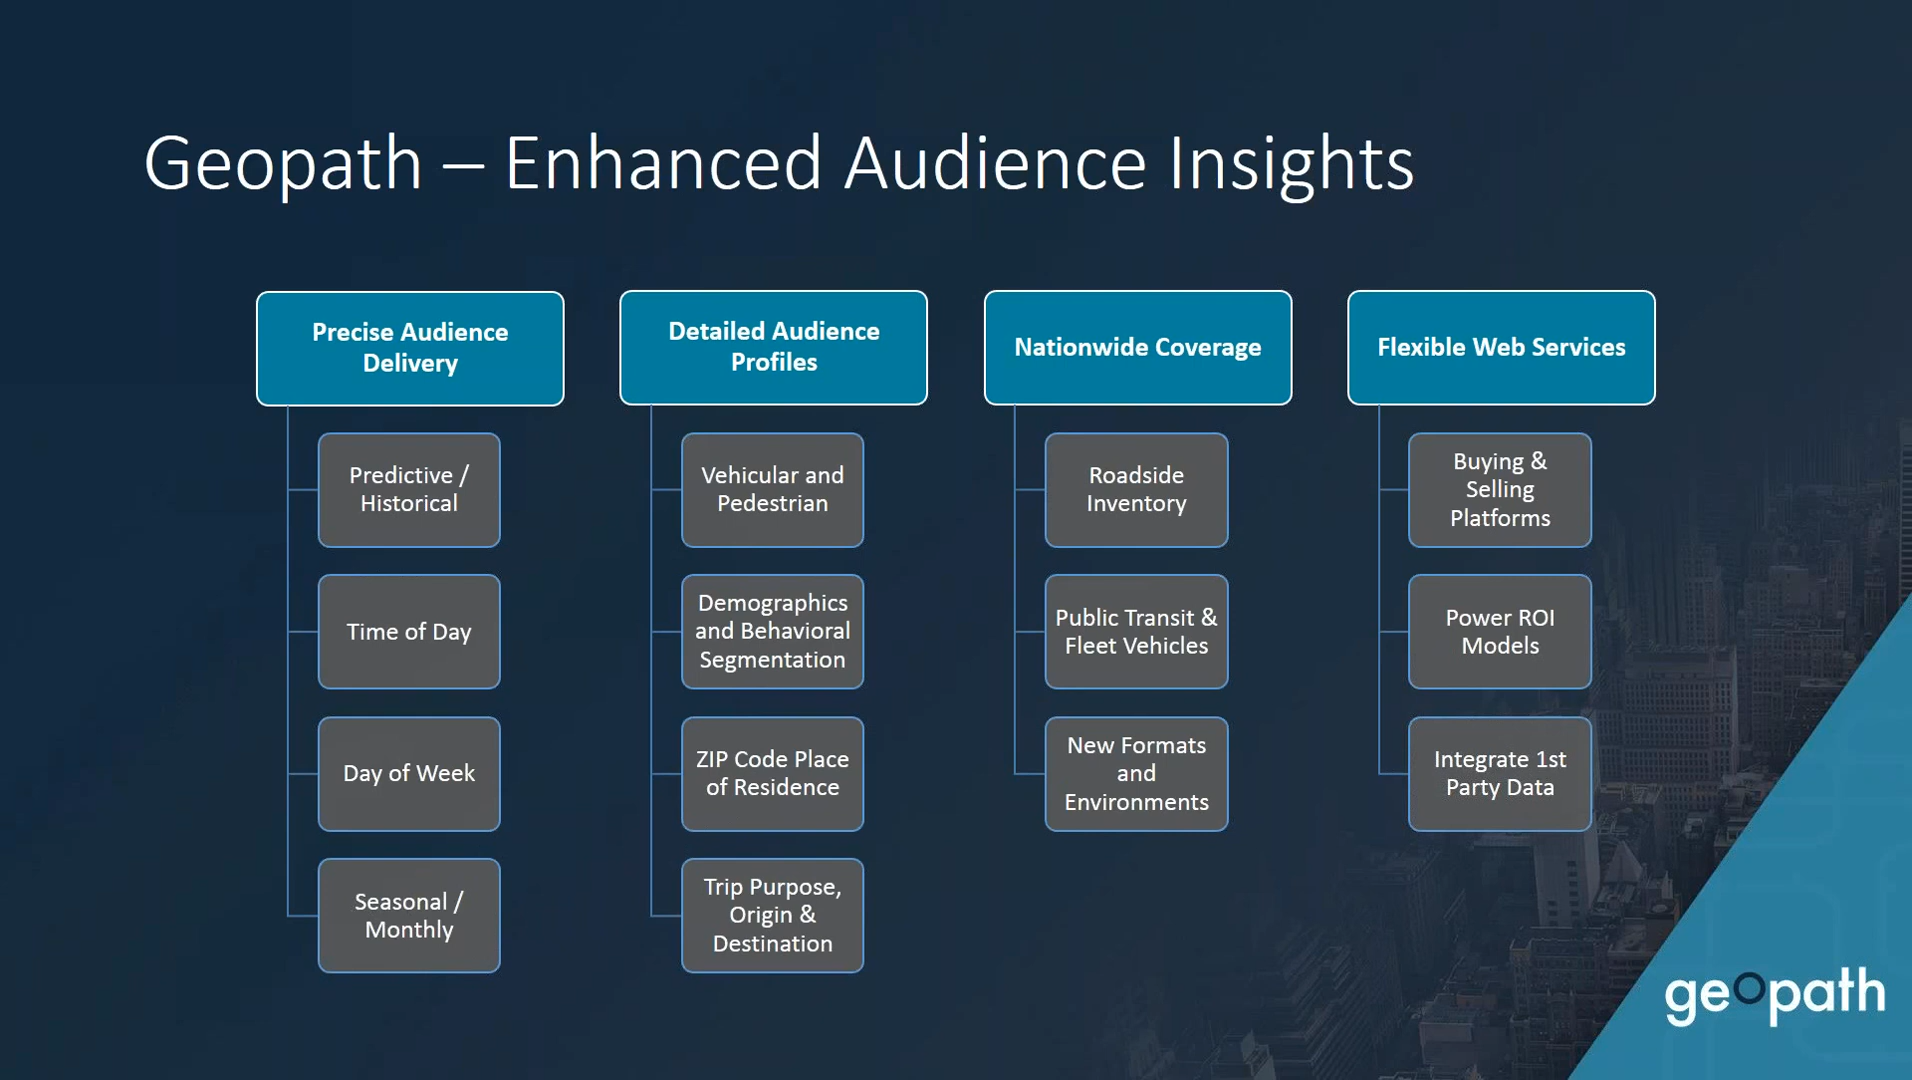 Geopath – Enhanced Audience Insights
Precise Audience
Delivery
Predictive /
Historical
Time of Day
Day of Week
Seasonal /
Monthly
Detailed Audience
Profiles
Vehicular and
Pedestrian
Demographics
and Behavioral
Segmentation
ZIP Code Place
of Residence
Trip Purpose,
Origin &
Destination
Nationwide Coverage
Roadside
Inventory
Public Transit &
Fleet Vehicles
New Formats
and
Environments
Flexible Web Services
Buying &
Selling
Platforms
Power ROI
Models
Integrate 1st
Party Data
geopath